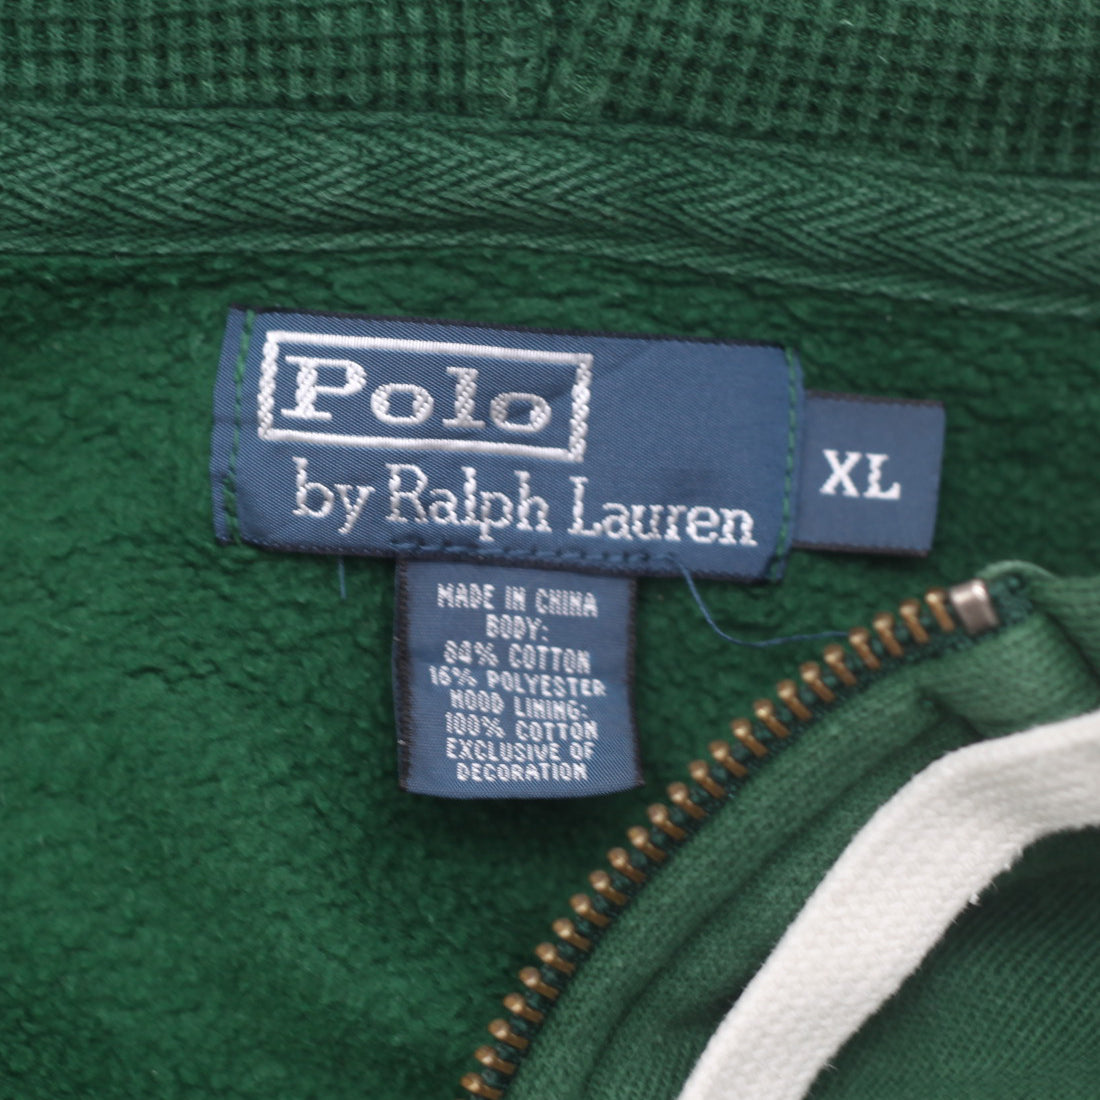 Polo
by Ralph Lauren
XL
MADE IN CHINA
BODY:
84% COTTON
16% POLYESTER
HOOD LINING:
100% COTTON
EXCLUSIVE OF
DECORATION